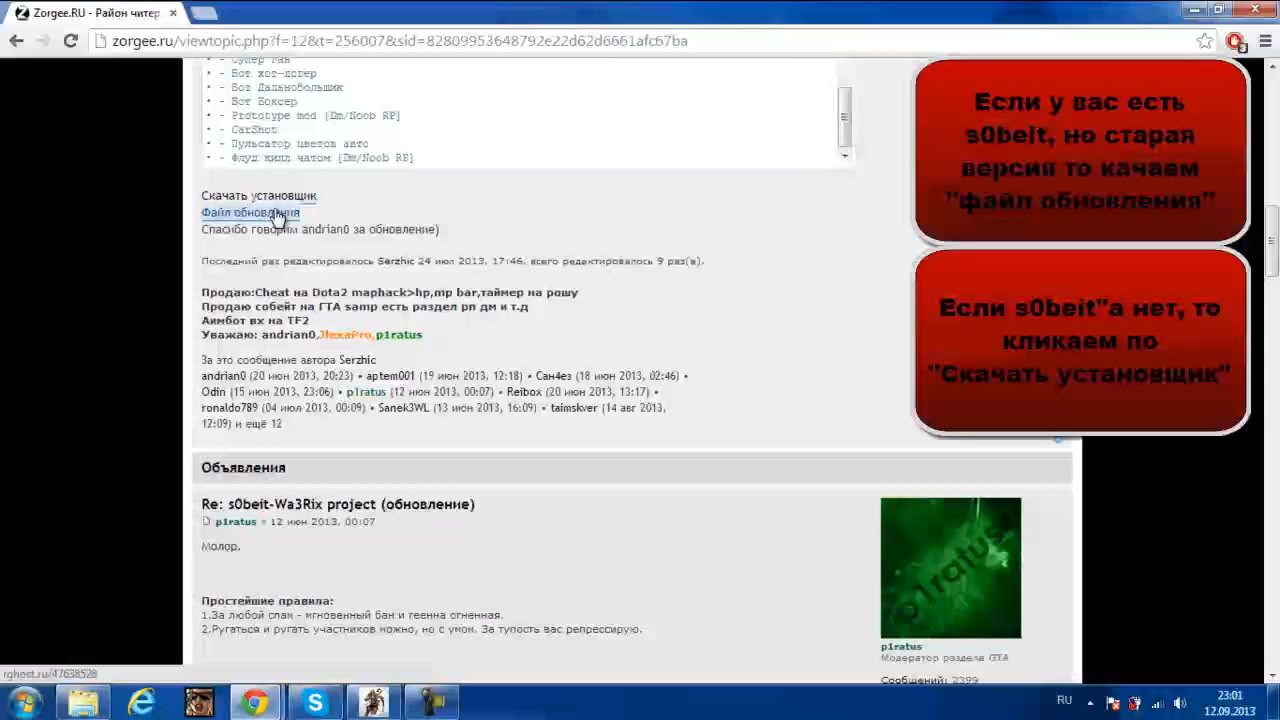 Zorgee.RU - Район читер
zorgee.ru/viewtopic.php?f=12&t=256007&sid=82809953648792e22d62d6661afc67ba
• - Супер Ган
• - Бот хот-догер
• - Бот Дальнобольщик
• - Бот Боксер
• - Prototype mod [Dm/Noob RP]
• - CarShot
• - Пульсатор цветов авто
• - Флуд килл чатом [Dm/Noob RP]
Скачать установщик
Файл обновления
Спасибо говорим andrian0 за обновление)
Последний раз редактировалось Serzhic 24 июл 2013, 17:46, всего редактировалось 9 раз(а).
Продаю:Cheat на Dota2 maphack>hp,mp bar,таймер на рошу
Продаю собейт на ГТА samp есть раздел рп дм и т.д
Аимбот вх на TF2
Уважаю: andrian0,JlexaPro,p1ratus
За это сообщение автора Serzhic
andrian0 (20 июн 2013, 20:23) • aptem001 (19 июн 2013, 12:18) • Сан4ез (18 июн 2013, 02:46) •
Odin (15 июн 2013, 23:06) • p1ratus (12 июн 2013, 00:07) • Reibox (20 июн 2013, 13:17) •
ronaldo789 (04 июл 2013, 00:09) • Sanek3WL (13 июн 2013, 16:09) • taimskver (14 авг 2013,
12:09) и ещё 12
Объявления
Re: s0beit-Wa3Rix project (обновление)
p1ratus » 12 июн 2013, 00:07
Молор.
Простейшие правила:
1.За любой спам - мгновенный бан и геенна огненная.
2.Ругаться и ругать участников можно, но с умом. За тупость вас репрессирую.
p1ratus
p1ratus
Модератор раздела GTA
Сообщений: 2399
Если у вас есть
s0beit, но старая
версия то качаем
"файл обновления"
Если s0beit"a нет, то
кликаем по
"Скачать установщик"
rghost.ru/47638528
RU
23:01
12.09.2013